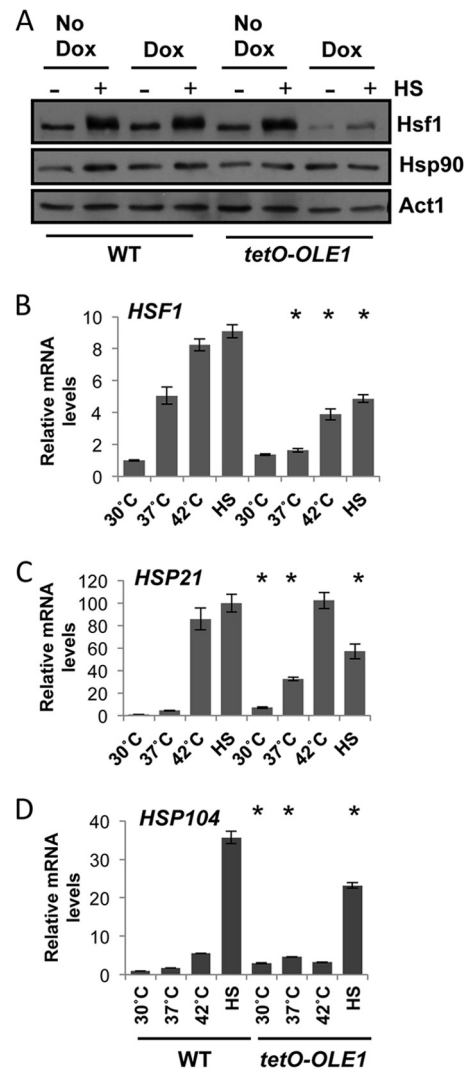 A
No Dox
Dox
No Dox
Dox
- + - + - + - + HS
Hsf1
Hsp90
Act1
WT
tetO-OLE1
B
HSF1
* * *
Relative mRNA levels
10
8
6
4
2
0
30˚C 37˚C 42˚C HS 30˚C 37˚C 42˚C HS
C
HSP21
* * *
Relative mRNA levels
120
100
80
60
40
20
0
30˚C 37˚C 42˚C HS 30˚C 37˚C 42˚C HS
D
HSP104
* * *
Relative mRNA levels
40
30
20
10
0
30˚C 37˚C 42˚C HS 30˚C 37˚C 42˚C HS
WT
tetO-OLE1